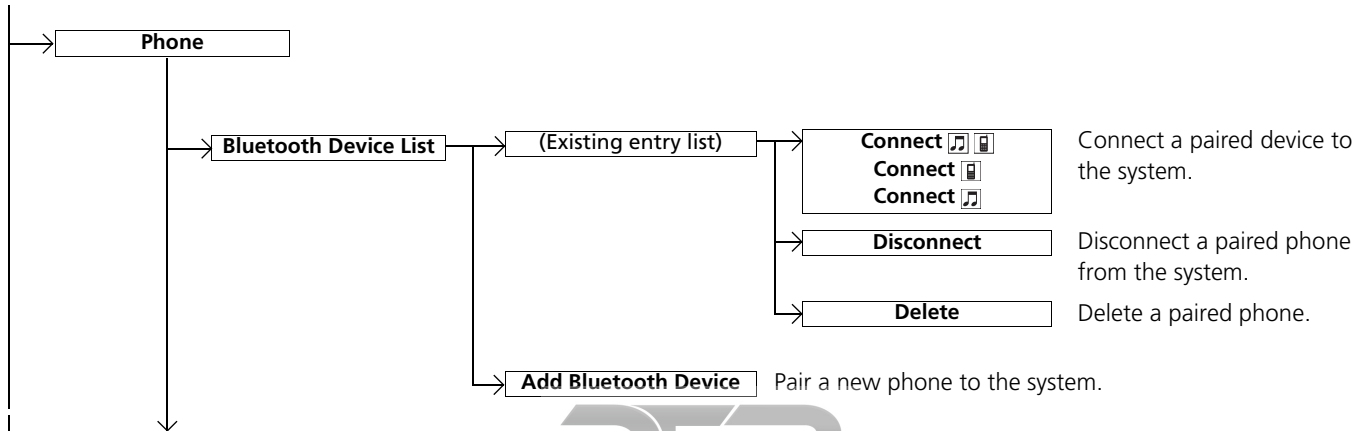 Phone
Bluetooth Device List
(Existing entry list)
Connect
Connect
Connect
Connect a paired device to
the system.
Disconnect
Disconnect a paired phone
from the system.
Delete
Delete a paired phone.
Add Bluetooth Device
Pair a new phone to the system.